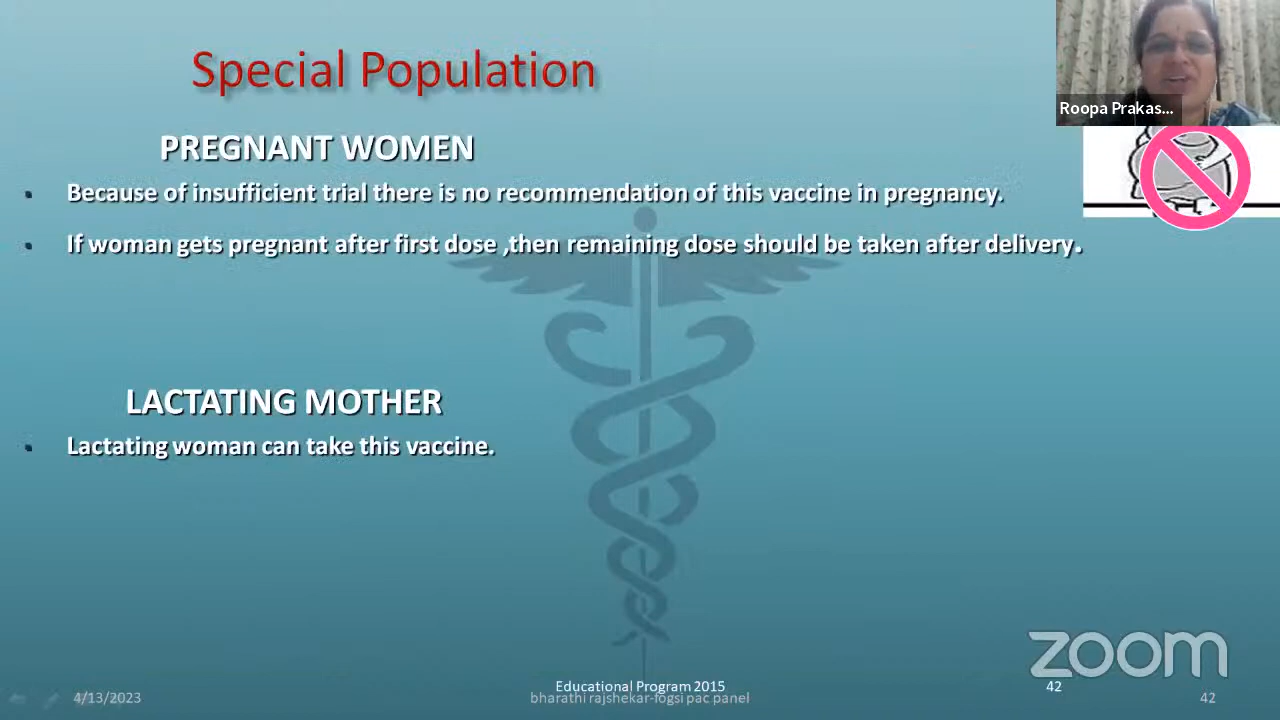 Special Population
Roopa Prakas...
PREGNANT WOMEN
Because of insufficient trial there is no recommendation of this vaccine in pregnancy.
If woman gets pregnant after first dose ,then remaining dose should be taken after delivery.
LACTATING MOTHER
Lactating woman can take this vaccine.
zoom
4/13/2023
Educational Program 2015
bharathi rajshekar-fogsi pac panel
42
42